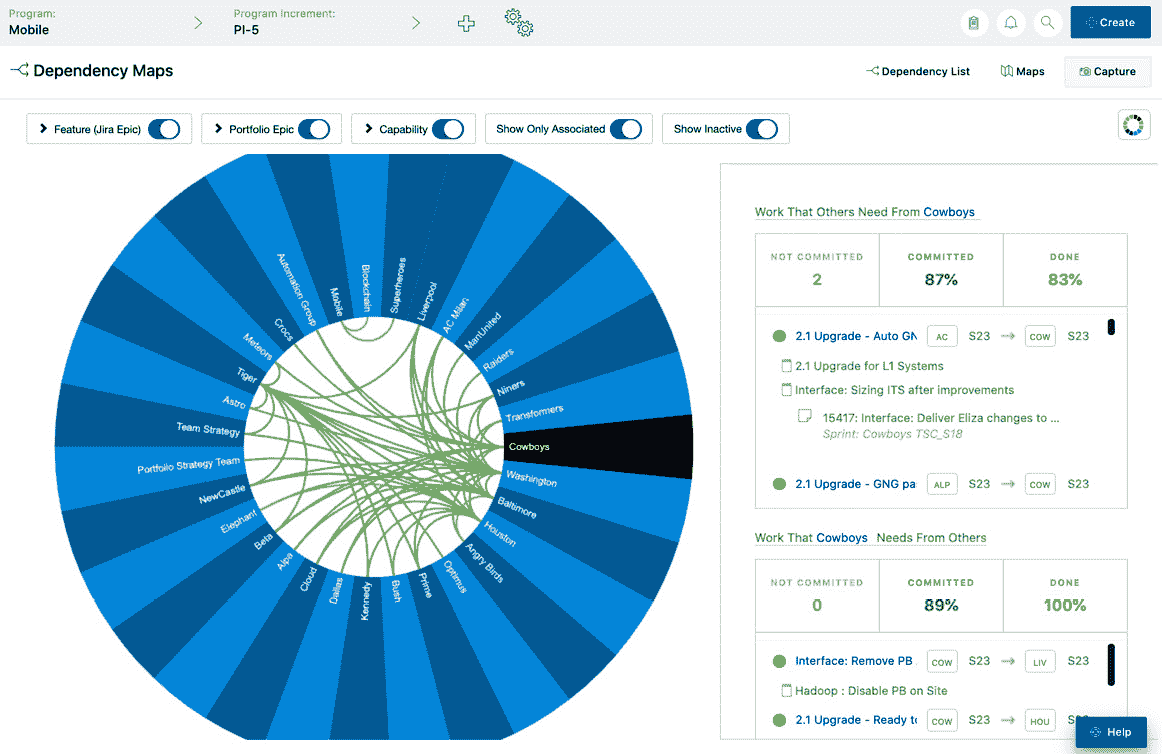 Program:
Mobile
Program Increment:
PI-5
Create
Dependency Maps
Dependency List
Maps
Capture
Feature (Jira Epic)
Portfolio Epic
Capability
Show Only Associated
Show Inactive
Superheroes
Liverpool
AC Milan
ManUnited
Raiders
Niners
Transformers
Cowboys
Washington
Baltimore
Houston
Angry Birds
Optimus
Prime
Bush
Kennedy
Dallas
Cloud
Alpa
Beta
Elephant
NewCastle
Portfolio Strategy Team
Team Strategy
Astro
Tiger
Meteors
Crocs
Automation Group
Mobile
Blockchain
Work That Others Need From Cowboys
NOT COMMITTED COMMITTED DONE
2 87% 83%
2.1 Upgrade - Auto GN AC S23 COW S23
2.1 Upgrade for L1 Systems
Interface: Sizing ITS after improvements
15417: Interface: Deliver Eliza changes to ...
Sprint: Cowboys TSC_S18
2.1 Upgrade - GNG pa ALP S23 COW S23
Work That Cowboys Needs From Others
NOT COMMITTED COMMITTED DONE
0 89% 100%
Interface: Remove PB COW S23 LIV S23
Hadoop : Disable PB on Site
2.1 Upgrade - Ready to COW S23 HOU
Help